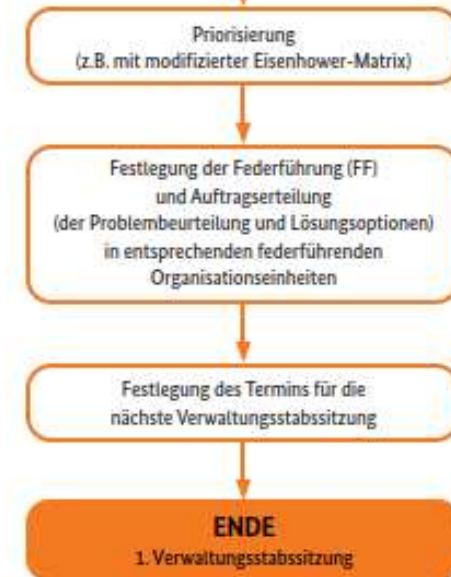 Priorisierung
(z.B. mit modifizierter Eisenhower-Matrix)
Festlegung der Federführung (FF)
und Auftragserteilung
(der Problembeurteilung und Lösungsoptionen)
in entsprechenden federführenden
Organisationseinheiten
Festlegung des Termins für die
nächste Verwaltungsstabssitzung
ENDE
1. Verwaltungsstabssitzung